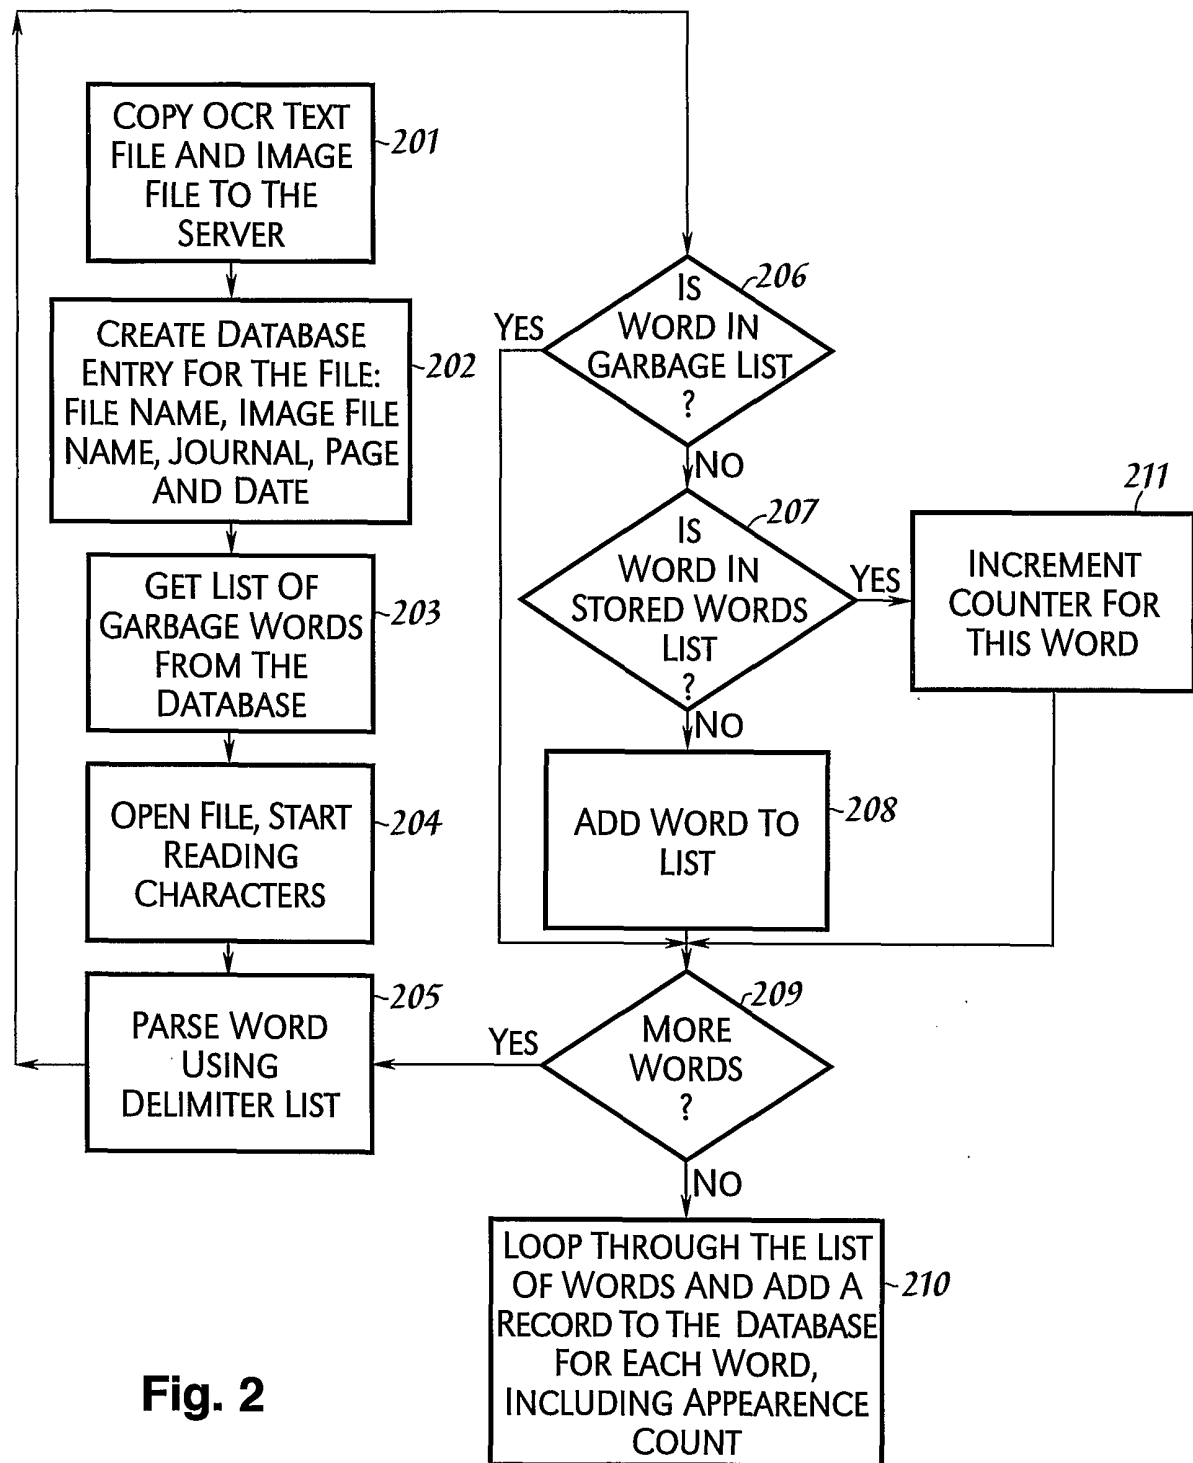 COPY OCR TEXT
FILE AND IMAGE
FILE TO THE
SERVER
201
CREATE DATABASE
ENTRY FOR THE FILE:
FILE NAME, IMAGE FILE
NAME, JOURNAL, PAGE
AND DATE
202
GET LIST OF
GARBAGE WORDS
FROM THE
DATABASE
203
OPEN FILE, START
READING
CHARACTERS
204
PARSE WORD
USING
DELIMITER LIST
205
IS
WORD IN
GARBAGE LIST
?
206
YES
NO
IS
WORD IN
STORED WORDS
LIST
?
207
YES
NO
211
INCREMENT
COUNTER FOR
THIS WORD
ADD WORD TO
LIST
208
MORE
WORDS
?
209
YES
NO
LOOP THROUGH THE LIST
OF WORDS AND ADD A
RECORD TO THE DATABASE
FOR EACH WORD,
INCLUDING APPEARENCE
COUNT
210
Fig. 2